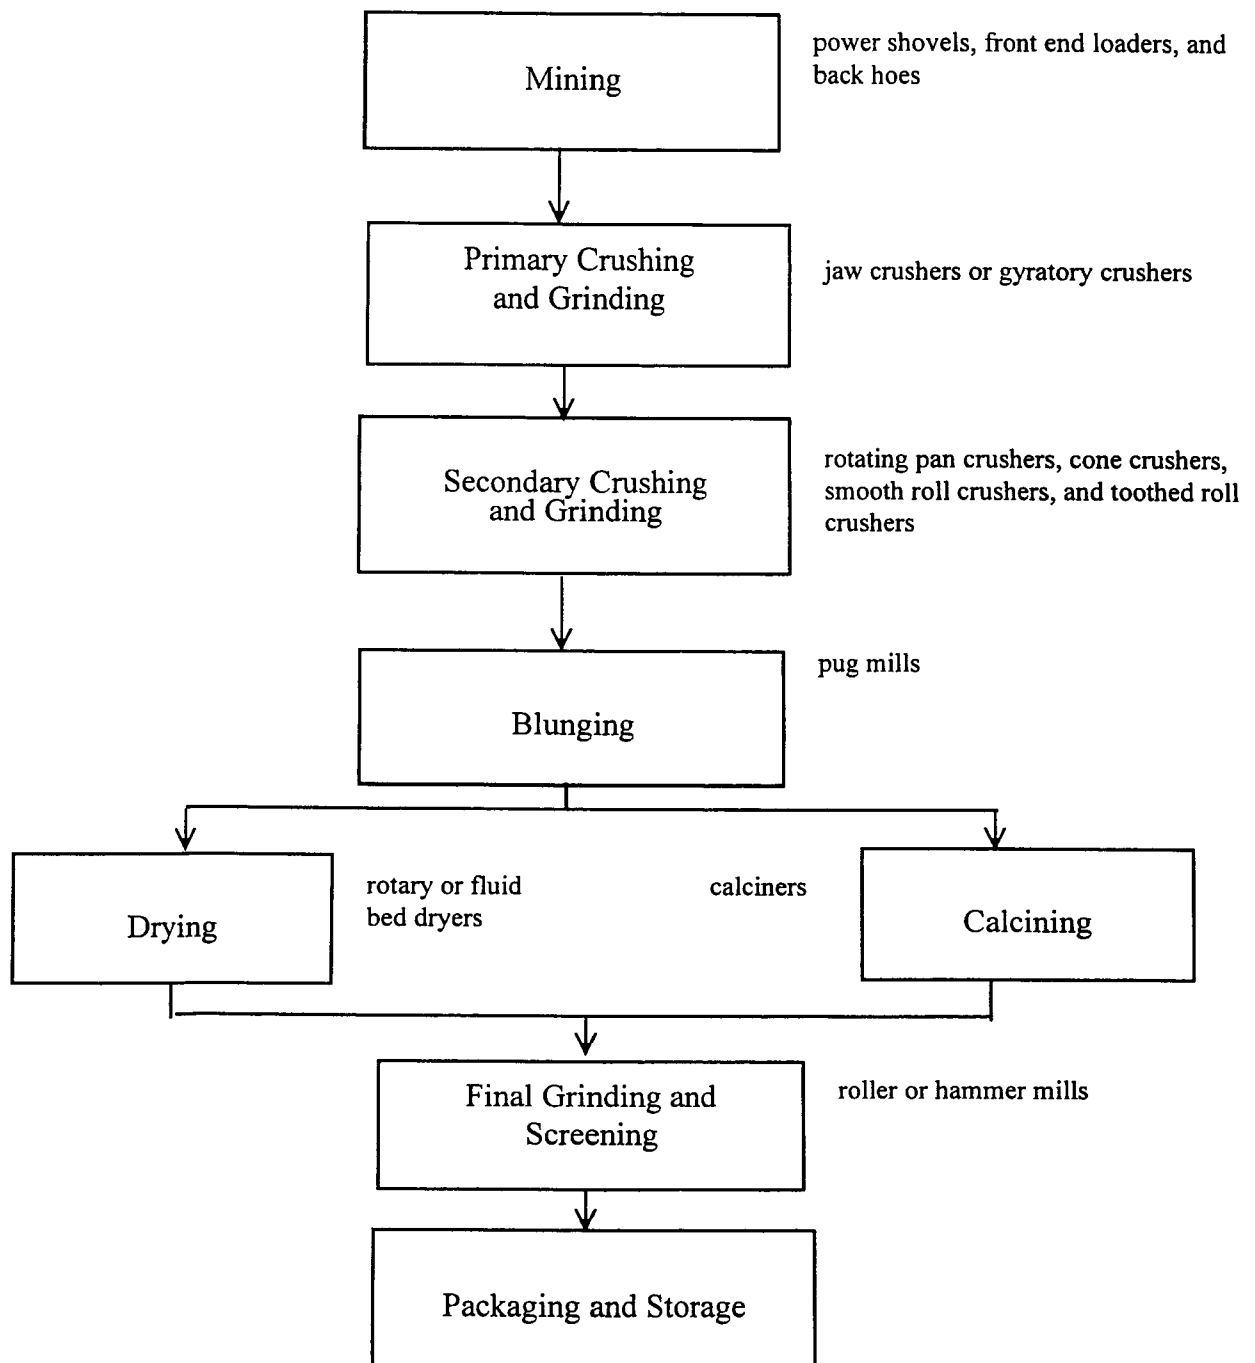 Mining
power shovels, front end loaders, and
back hoes
Primary Crushing
and Grinding
jaw crushers or gyratory crushers
Secondary Crushing
and Grinding
rotating pan crushers, cone crushers,
smooth roll crushers, and toothed roll
crushers
Blunging
pug mills
Drying
rotary or fluid
bed dryers
calciners
Calcining
Final Grinding and
Screening
roller or hammer mills
Packaging and Storage